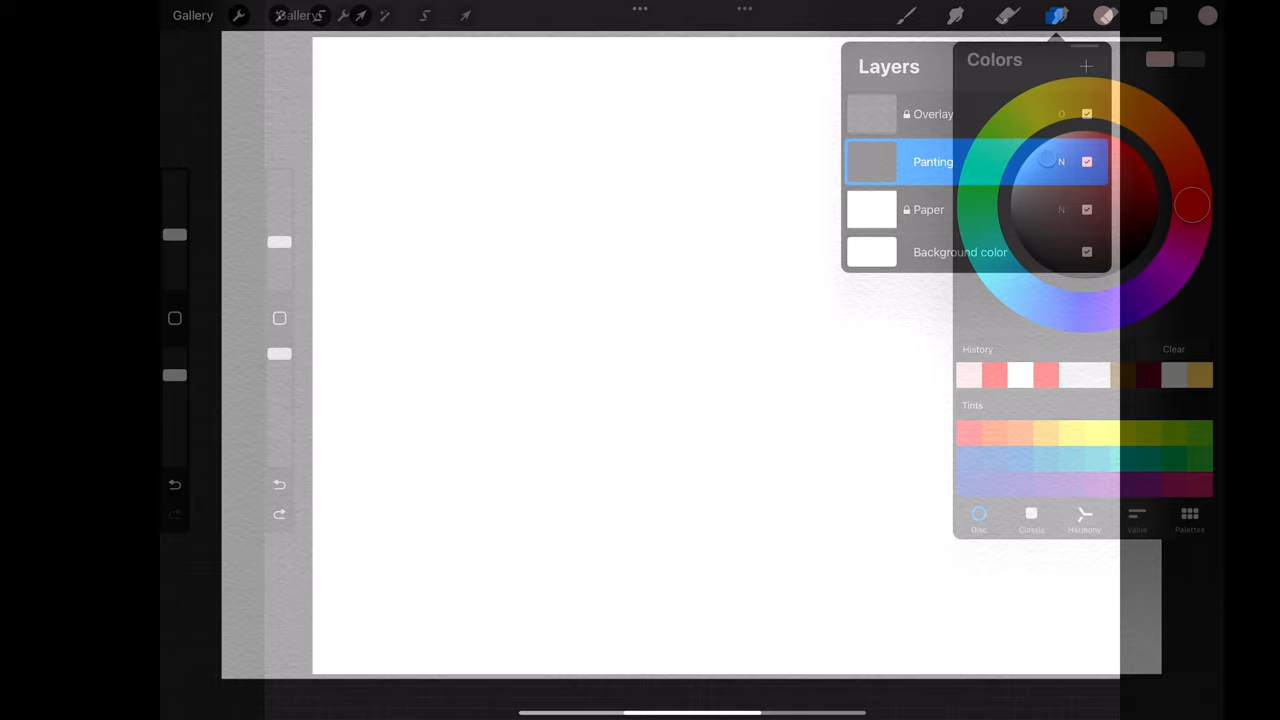 Gallery
Gallery
Layers
Colors
Overlay
O
Panting
N
Paper
N
Background color
History
Clear
Tints
Disc
Classic
Harmony
Value
Palettes